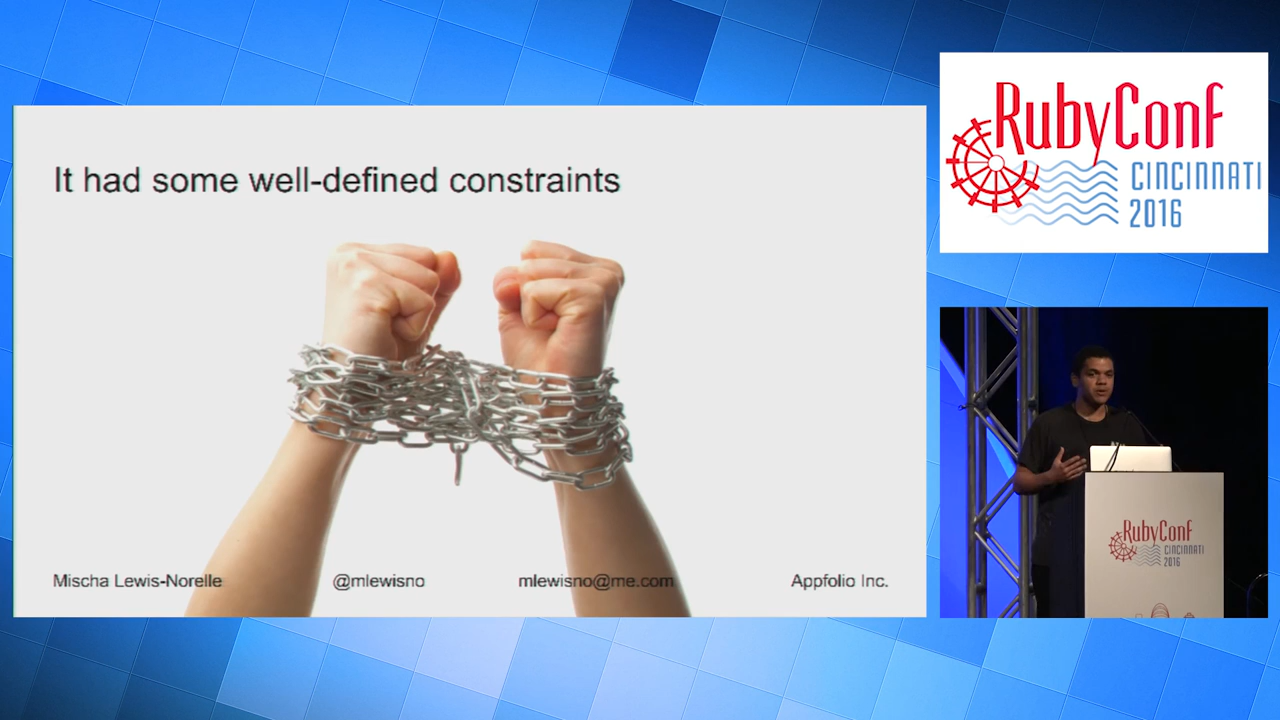 It had some well-defined constraints
Mischa Lewis-Norelle @mlewisno mlewisno@me.com Appfolio Inc.
RubyConf
CINCINNATI
2016
RubyConf
CINCINNATI
2016